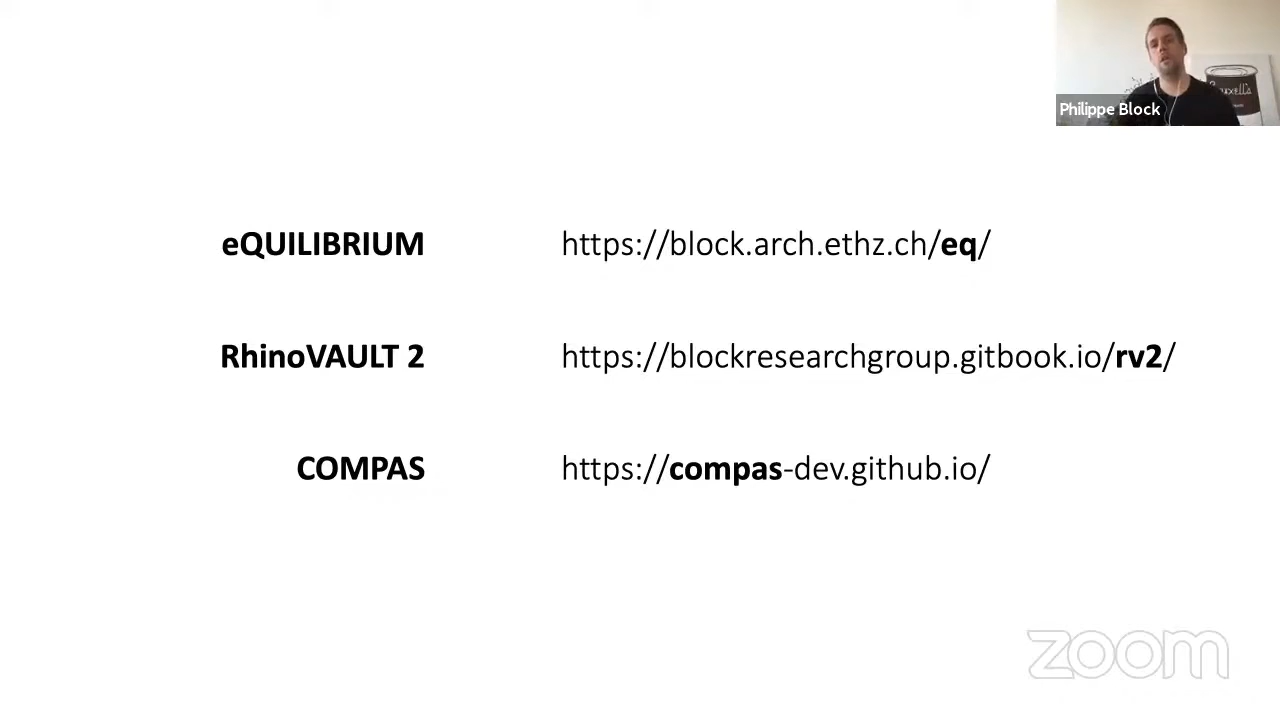 Philippe Block
eQUILIBRIUM https://block.arch.ethz.ch/eq/
RhinoVAULT 2 https://blockresearchgroup.gitbook.io/rv2/
COMPAS https://compas-dev.github.io/
zoom